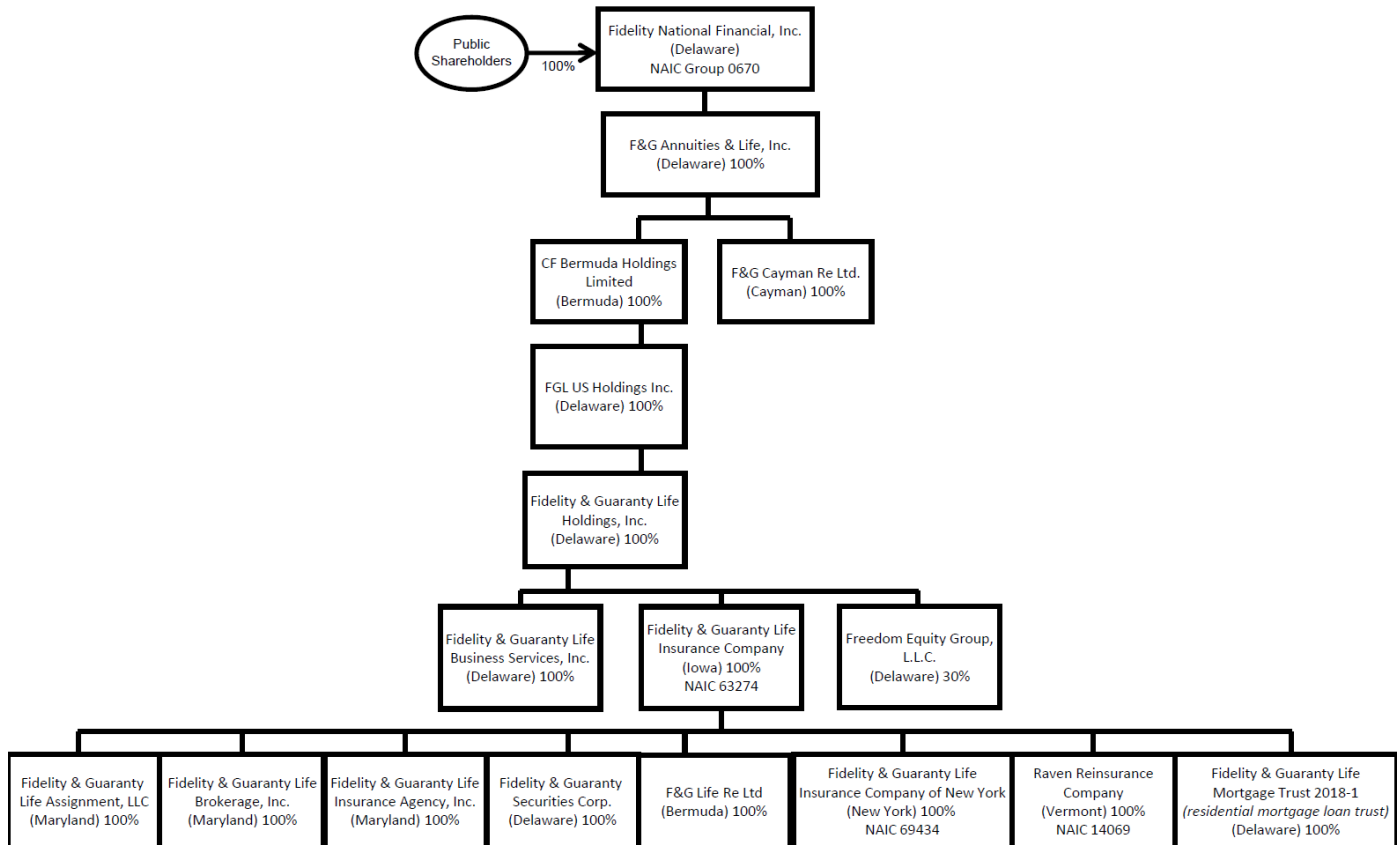 Public
Shareholders
100%
Fidelity National Financial, Inc.
(Delaware)
NAIC Group 0670
F&G Annuities & Life, Inc.
(Delaware) 100%
CF Bermuda Holdings
Limited
(Bermuda) 100%
F&G Cayman Re Ltd.
(Cayman) 100%
FGL US Holdings Inc.
(Delaware) 100%
Fidelity & Guaranty Life
Holdings, Inc.
(Delaware) 100%
Fidelity & Guaranty Life
Business Services, Inc.
(Delaware) 100%
Fidelity & Guaranty Life
Insurance Company
(Iowa) 100%
NAIC 63274
Freedom Equity Group,
L.L.C.
(Delaware) 30%
Fidelity & Guaranty
Life Assignment, LLC
(Maryland) 100%
Fidelity & Guaranty Life
Brokerage, Inc.
(Maryland) 100%
Fidelity & Guaranty Life
Insurance Agency, Inc.
(Maryland) 100%
Fidelity & Guaranty
Securities Corp.
(Delaware) 100%
F&G Life Re Ltd
(Bermuda) 100%
Fidelity & Guaranty Life
Insurance Company of New York
(New York) 100%
NAIC 69434
Raven Reinsurance
Company
(Vermont) 100%
NAIC 14069
Fidelity & Guaranty Life
Mortgage Trust 2018-1
(residential mortgage loan trust)
(Delaware) 100%